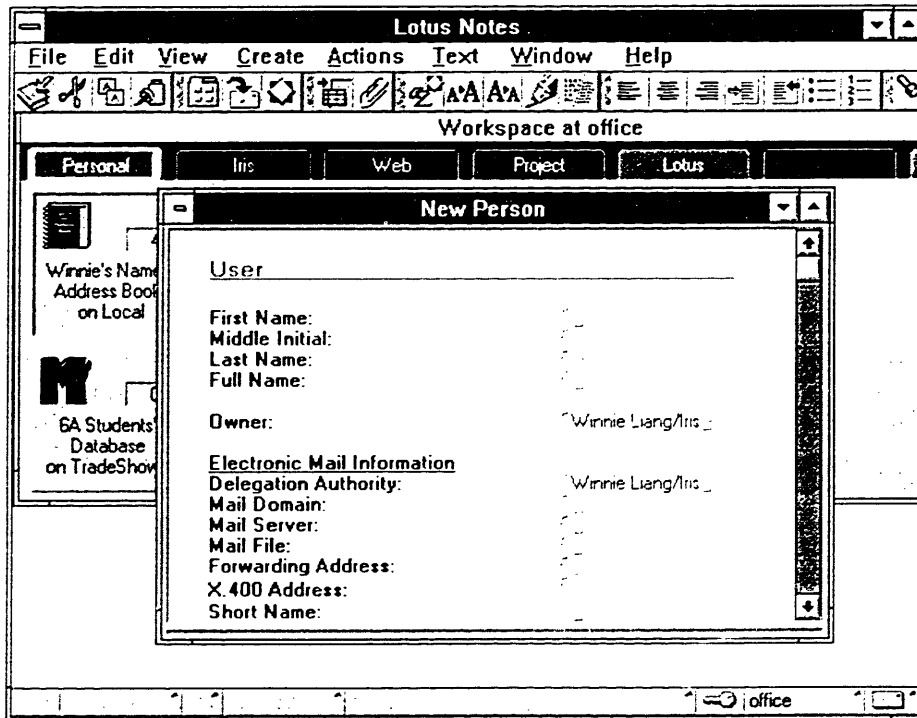 Lotus Notes
File Edit View Create Actions Text Window Help
Workspace at office
Personal Iris Web Project Lotus
New Person
Winnie's Name
Address Book
on Local
6A Students'
Database
on TradeShow
User
First Name:
Middle Initial:
Last Name:
Full Name:
Owner: Winnie Liang/Iris
Electronic Mail Information
Delegation Authority: Winnie Liang/Iris
Mail Domain:
Mail Server:
Mail File:
Forwarding Address:
X.400 Address:
Short Name:
office